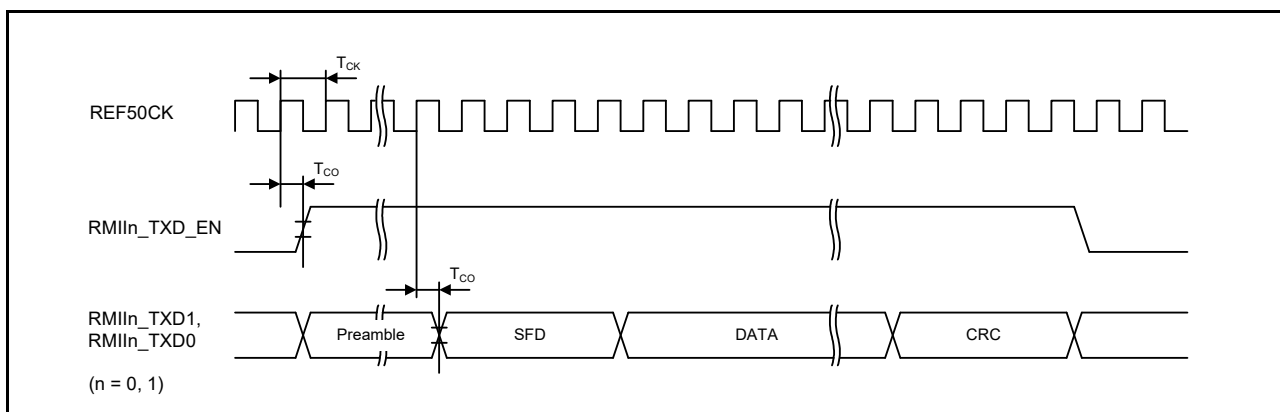 TCK
REF50CK
TCO
RMIIn_TXD_EN
TCO
RMIIn_TXD1,
RMIIn_TXD0
Preamble
SFD
DATA
CRC
(n = 0, 1)